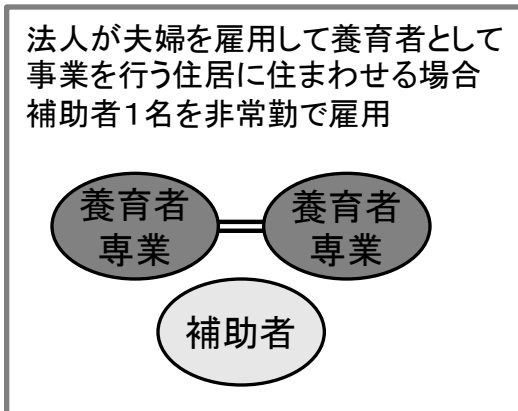 法人が夫婦を雇用して養育者として
事業を行う住居に住まわせる場合
補助者１名を非常勤で雇用
養育者
専業
養育者
専業
補助者